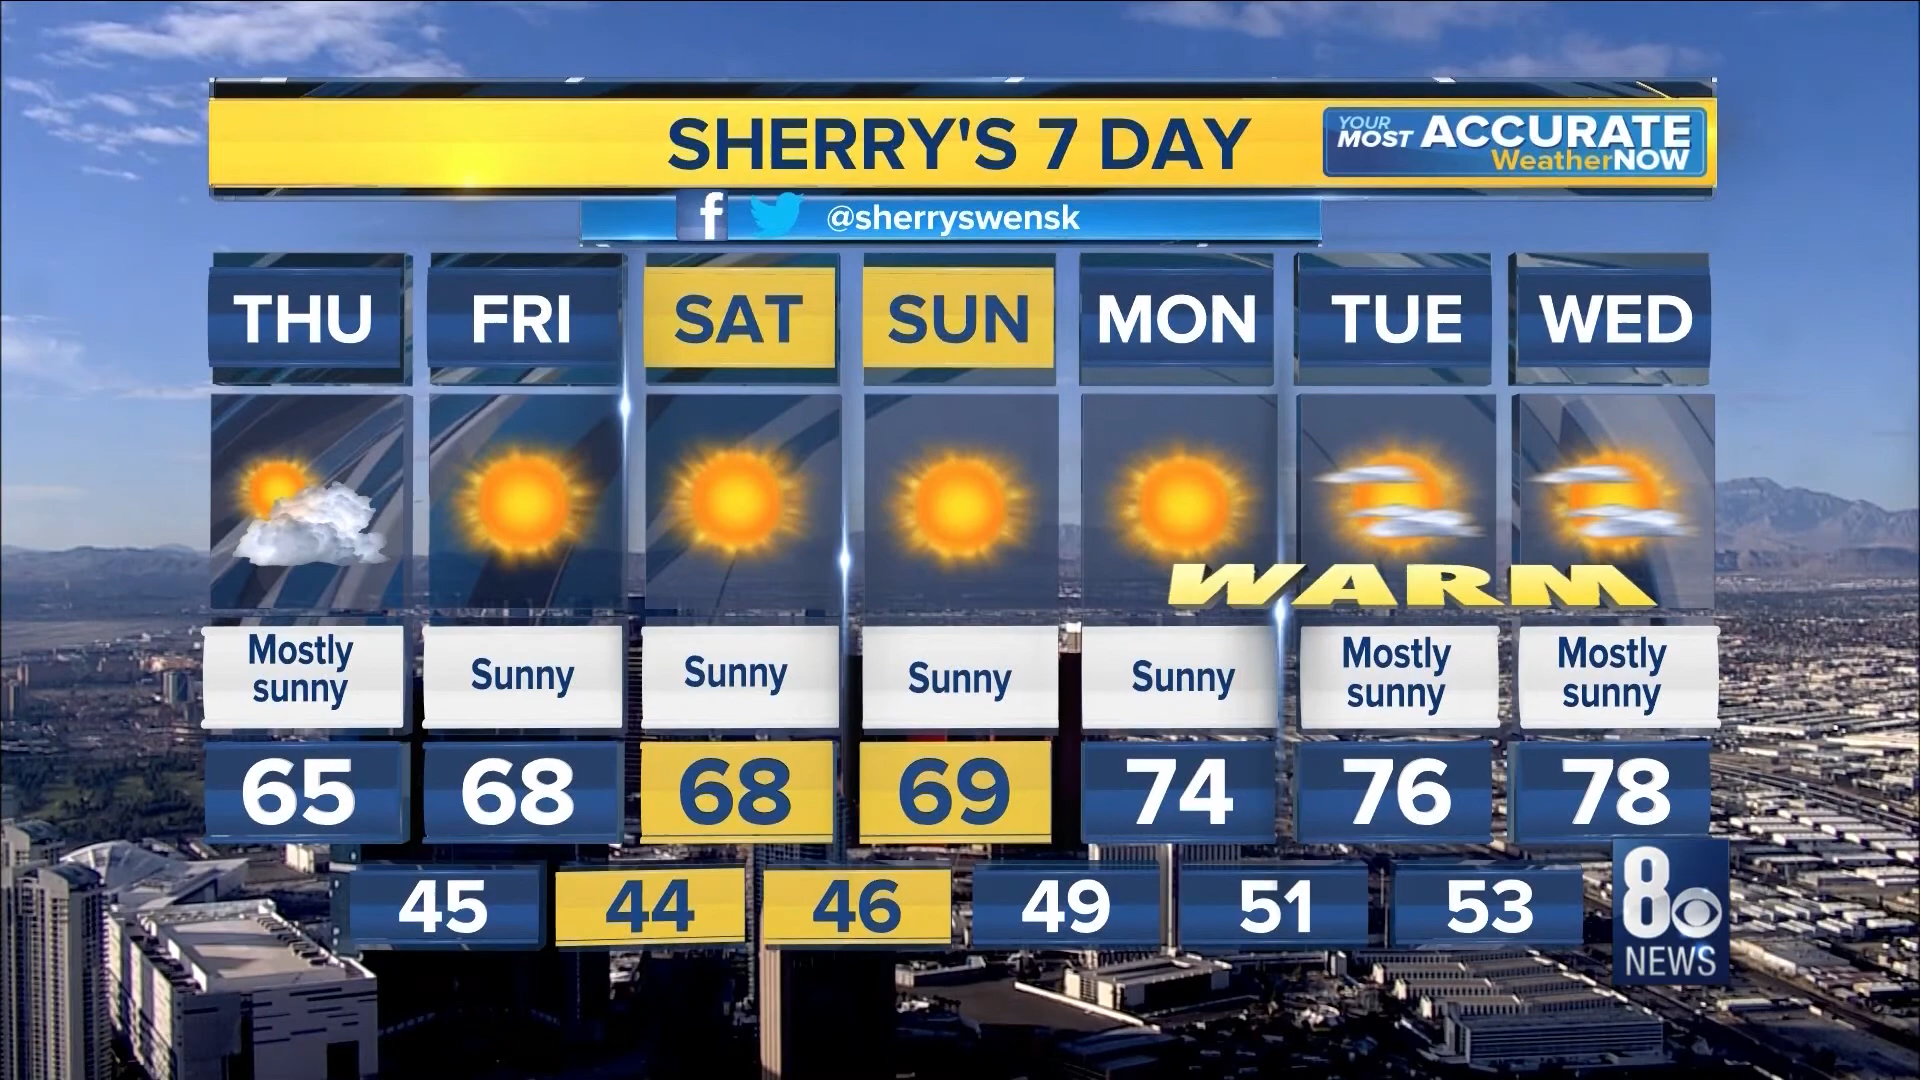 SHERRY'S 7 DAY
YOUR MOST ACCURATE
WeatherNOW
f @sherryswensk
THU FRI SAT SUN MON TUE WED
WARM
Mostly sunny
Sunny
Sunny
Sunny
Sunny
Mostly sunny
Mostly sunny
65 68 68 69 74 76 78
45 44 46 49 51 53
8
NEWS